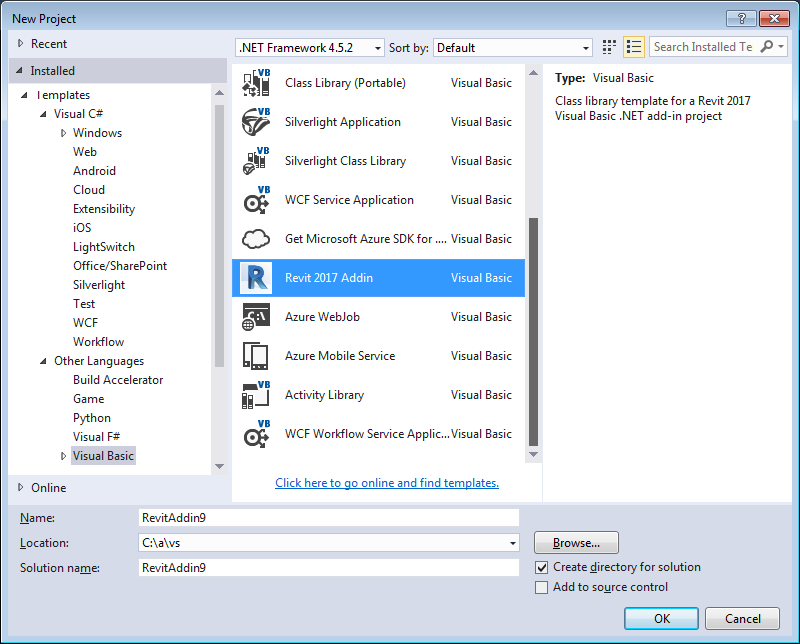 New Project
Recent
.NET Framework 4.5.2
Sort by:
Default
Search Installed Te
Installed
Templates
Visual C#
Windows
Web
Android
Cloud
Extensibility
iOS
LightSwitch
Office/SharePoint
Silverlight
Test
WCF
Workflow
Other Languages
Build Accelerator
Game
Python
Visual F#
Visual Basic
Online
VB Class Library (Portable) Visual Basic
VB Silverlight Application Visual Basic
VB Silverlight Class Library Visual Basic
VB WCF Service Application Visual Basic
Get Microsoft Azure SDK for .... Visual Basic
R Revit 2017 Addin Visual Basic
C:\ Azure WebJob Visual Basic
Azure Mobile Service Visual Basic
VB Activity Library Visual Basic
VB WCF Workflow Service Applic... Visual Basic
Click here to go online and find templates.
Type: Visual Basic
Class library template for a Revit 2017
Visual Basic .NET add-in project
Name: RevitAddin9
Location: C:\a\vs
Browse...
Solution name: RevitAddin9
Create directory for solution
Add to source control
OK
Cancel